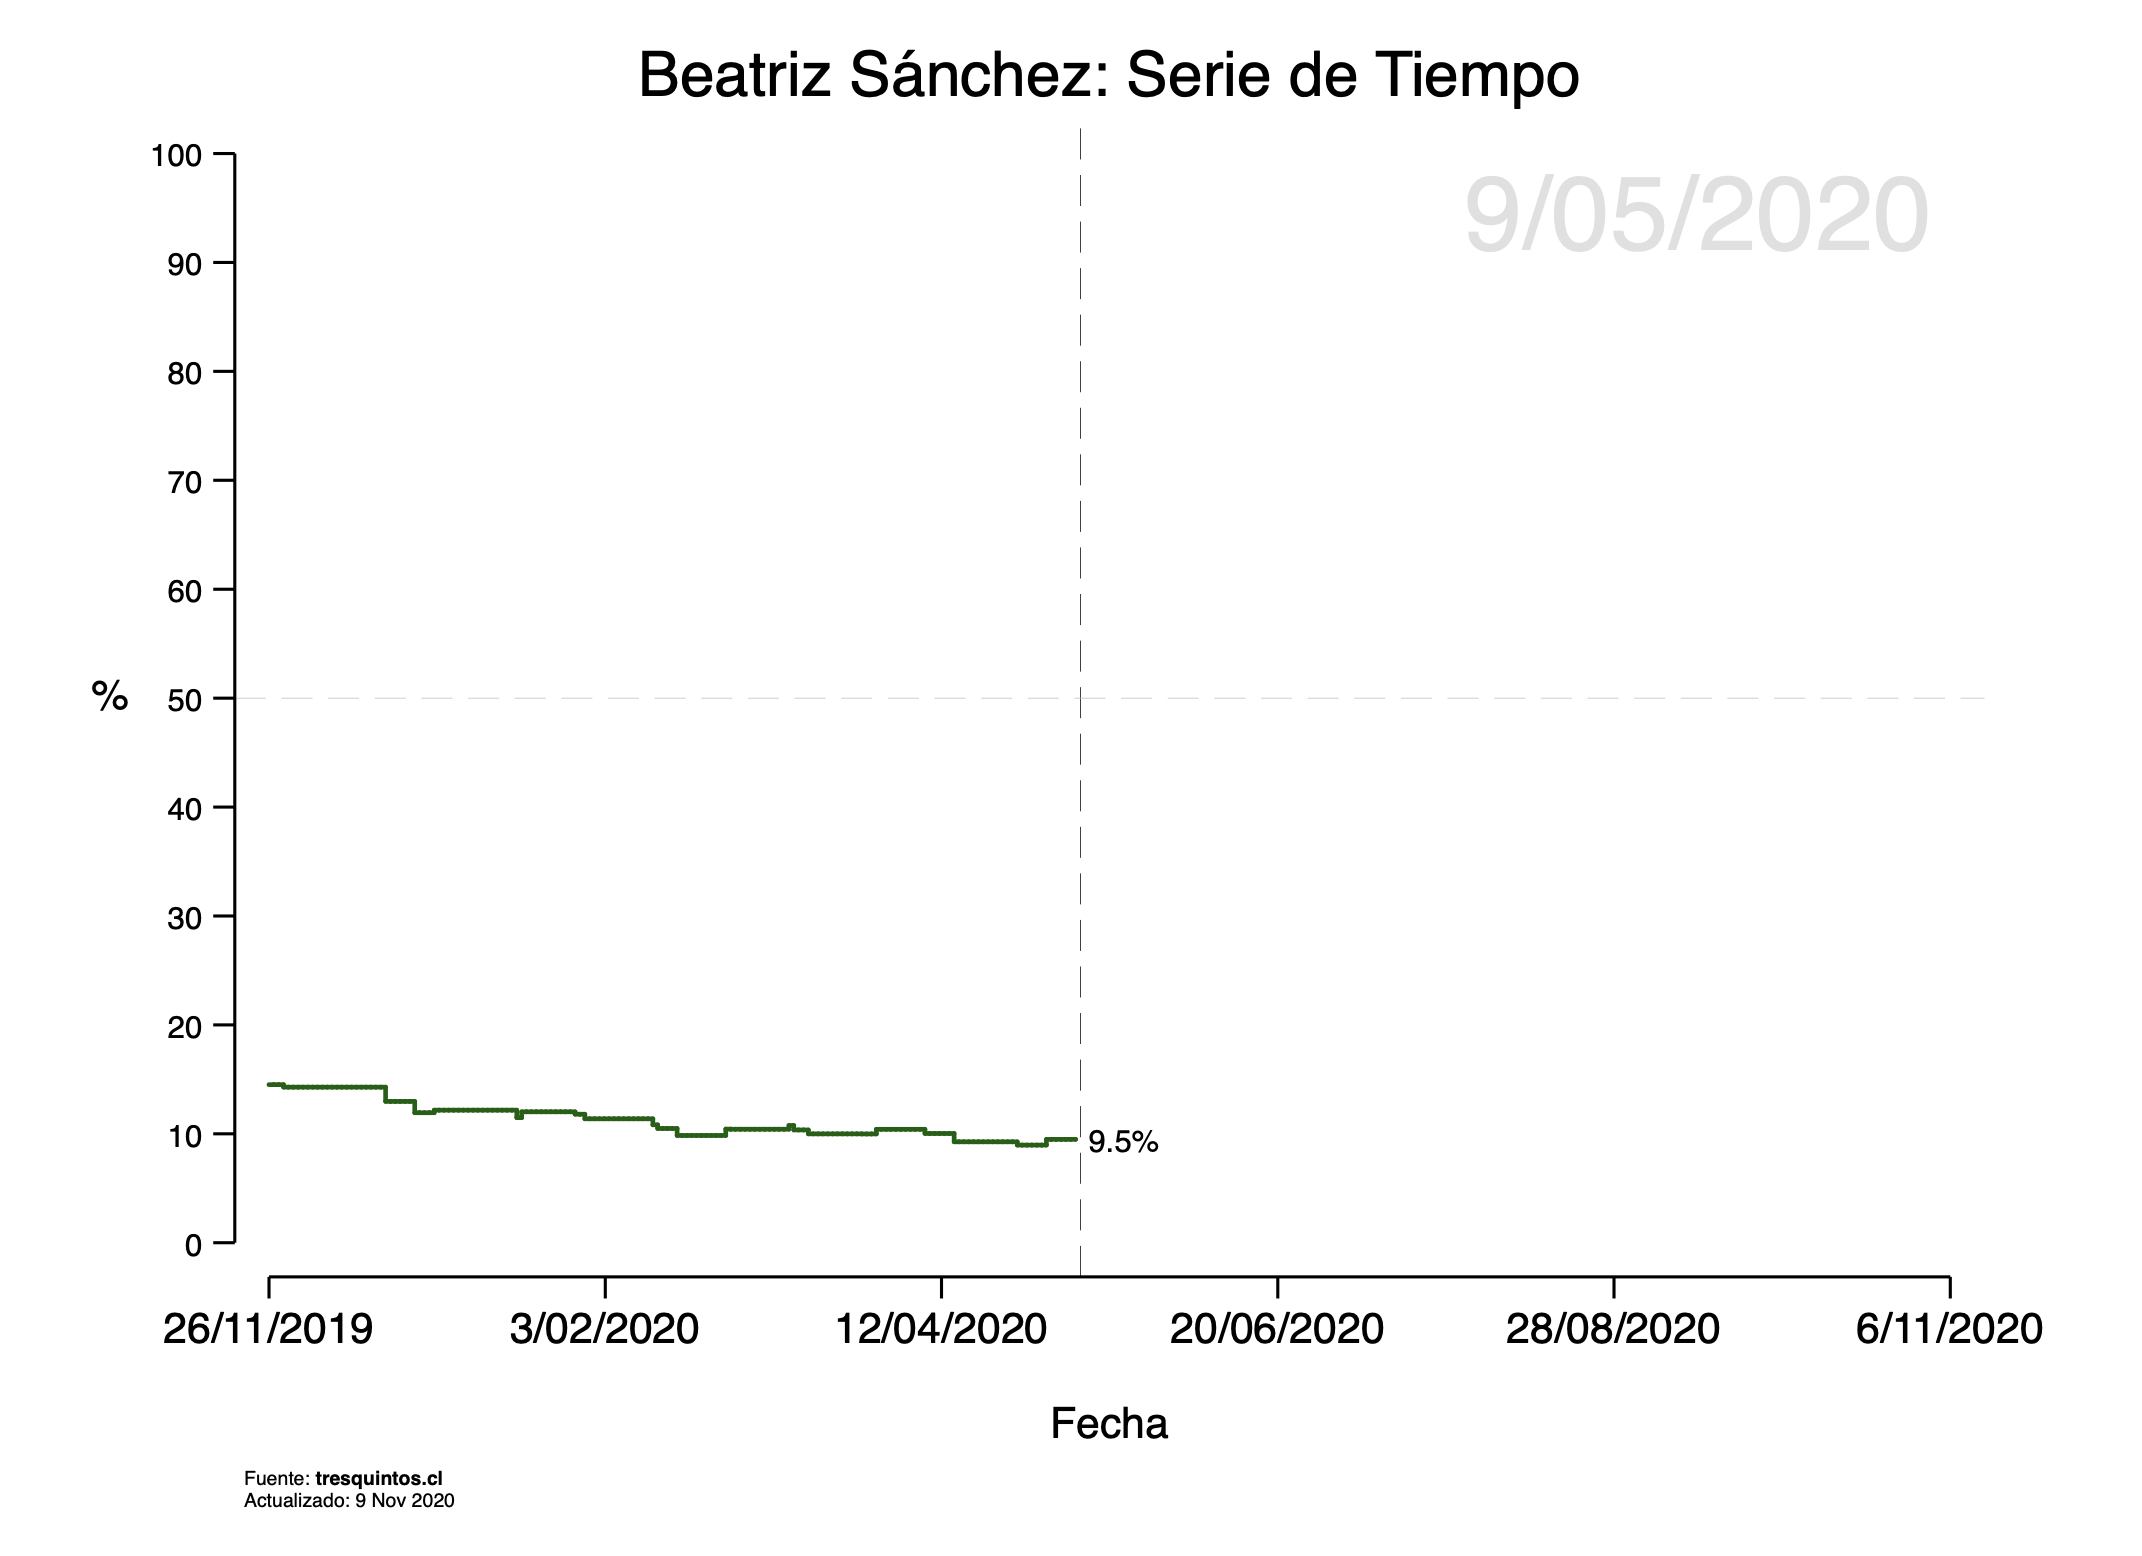 Beatriz Sánchez: Serie de Tiempo
9/05/2020
100
90
80
70
60
%
50
40
30
20
10
0
9.5%
26/11/2019 3/02/2020 12/04/2020 20/06/2020 28/08/2020 6/11/2020
Fecha
Fuente: tresquintos.cl
Actualizado: 9 Nov 2020